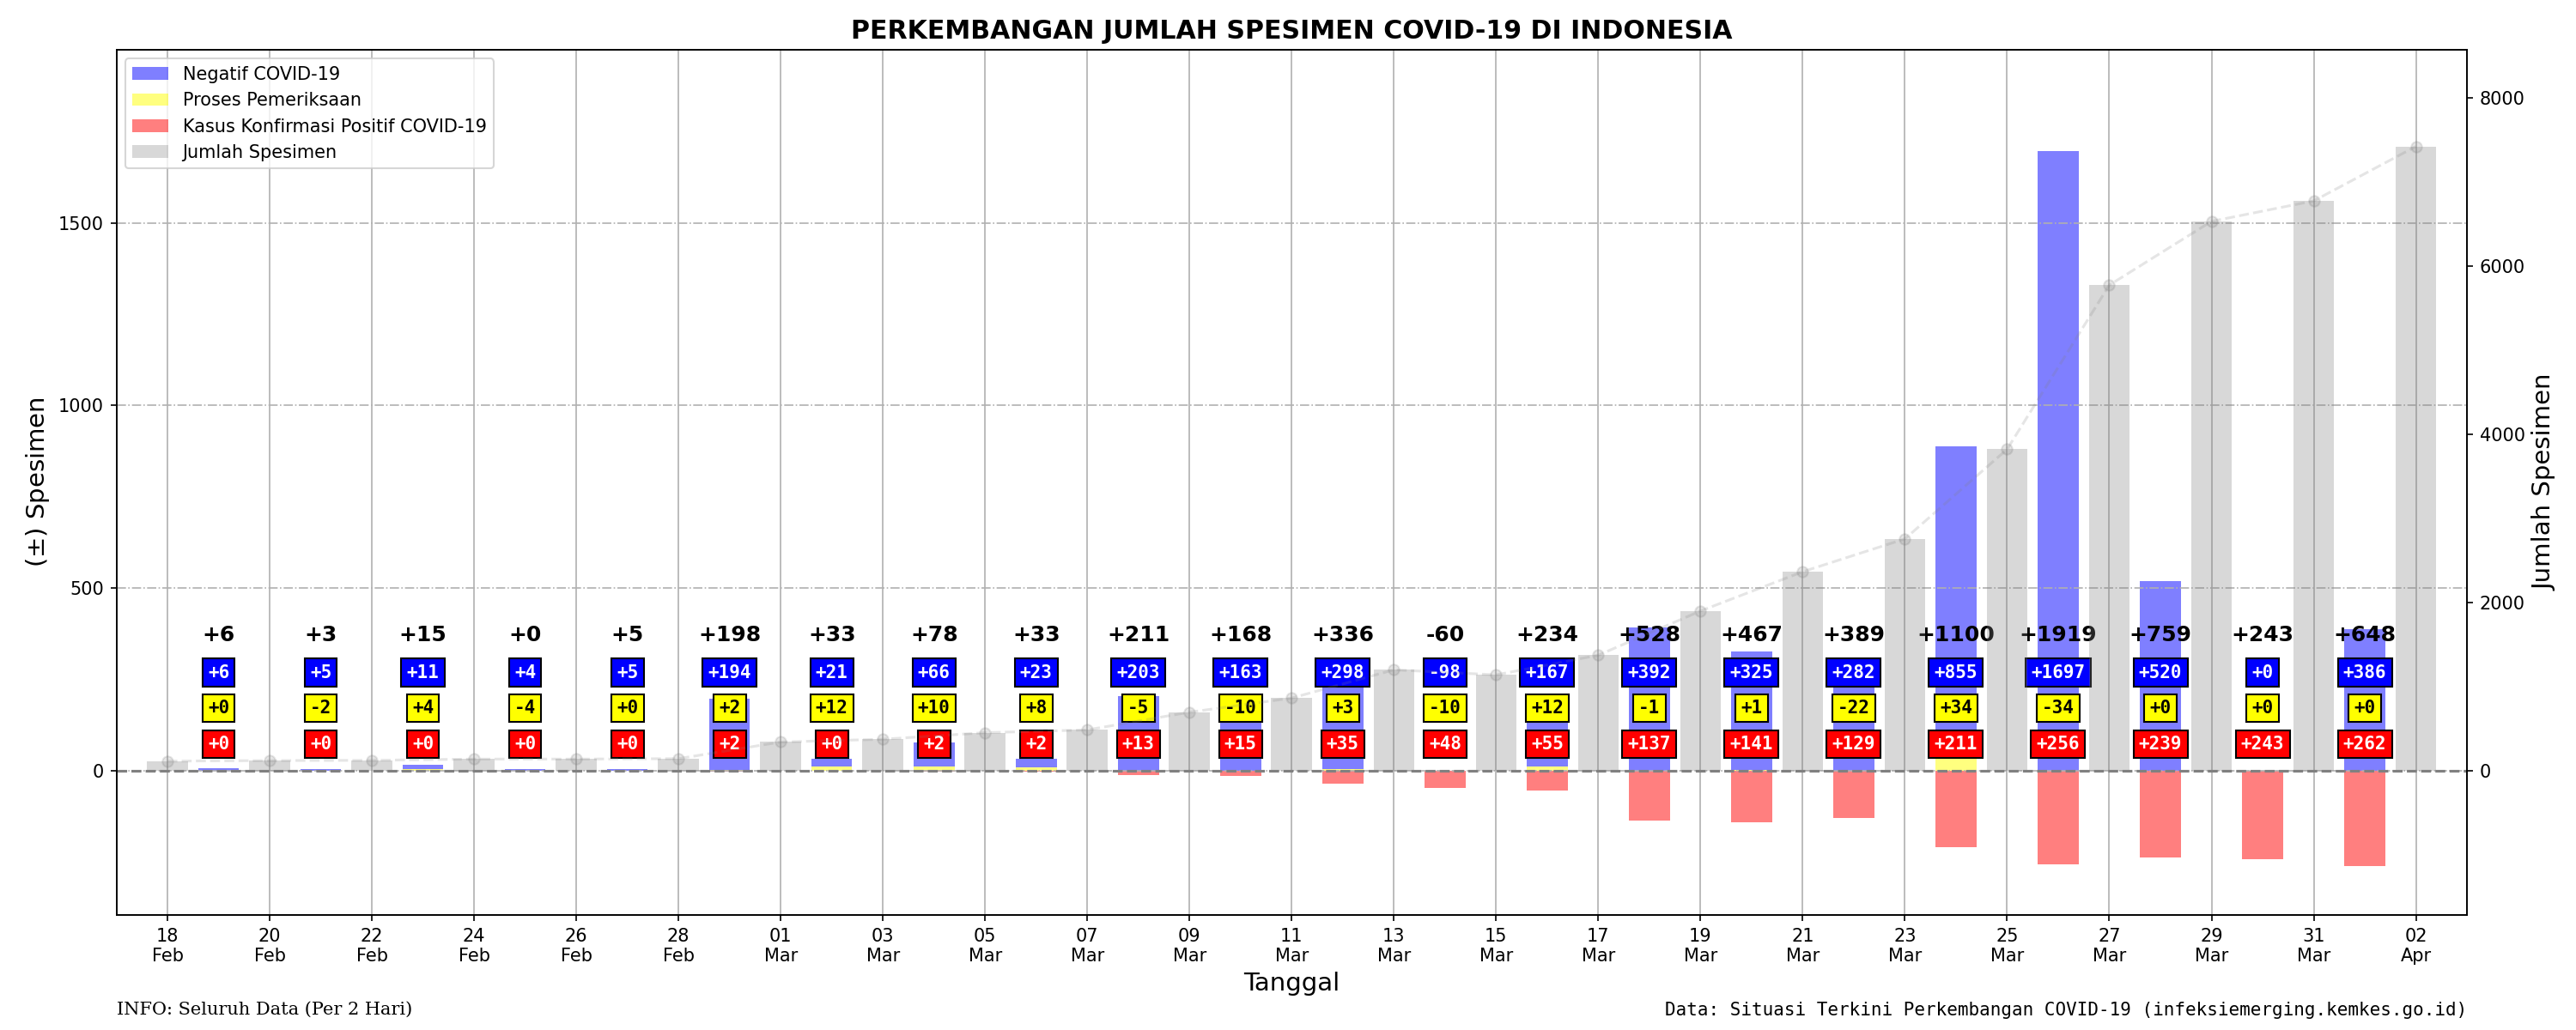 PERKEMBANGAN JUMLAH SPESIMEN COVID-19 DI INDONESIA
Negatif COVID-19
Proses Pemeriksaan
Kasus Konfirmasi Positif COVID-19
Jumlah Spesimen
(±) Spesimen
1500
1000
500
0
8000
6000
4000
2000
0
Jumlah Spesimen
+6 +3 +15 +0 +5 +198 +33 +78 +33 +211 +168 +336 -60 +234 +528 +467 +389 +1100 +1919 +759 +243 +648
+6 +5 +11 +4 +5 +194 +21 +66 +23 +203 +163 +298 -98 +167 +392 +325 +282 +855 +1697 +520 +0 +386
+0 -2 +4 -4 +0 +2 +12 +10 +8 -5 -10 +3 -10 +12 -1 +1 -22 +34 -34 +0 +0 +0
+0 +0 +0 +0 +0 +2 +0 +2 +2 +13 +15 +35 +48 +55 +137 +141 +129 +211 +256 +239 +243 +262
18 20 22 24 26 28 01 03 05 07 09 11 13 15 17 19 21 23 25 27 29 31 02
Feb Feb Feb Feb Feb Feb Mar Mar Mar Mar Mar Mar Mar Mar Mar Mar Mar Mar Mar Mar Mar Mar Apr
Tanggal
INFO: Seluruh Data (Per 2 Hari)
Data: Situasi Terkini Perkembangan COVID-19 (infeksiemerging.kemkes.go.id)